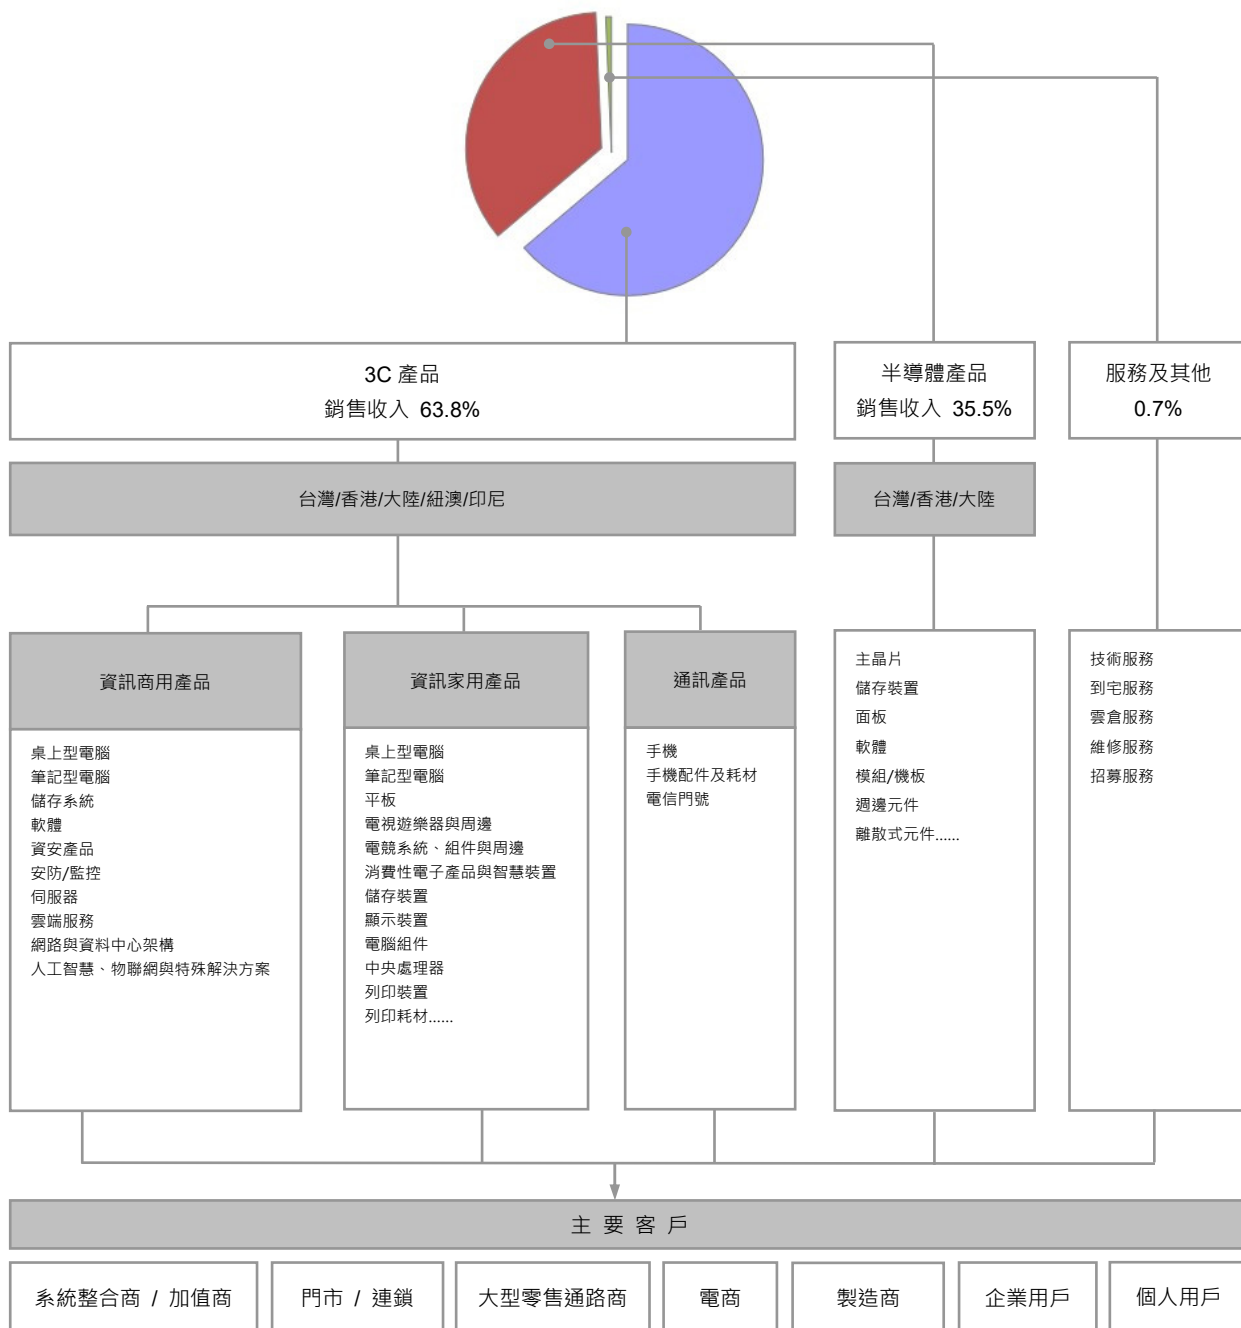 3C 產品
銷售收入 63.8%
半導體產品
銷售收入 35.5%
服務及其他
0.7%
台灣/香港/大陸/紐澳/印尼
台灣/香港/大陸
資訊商用產品
桌上型電腦
筆記型電腦
儲存系統
軟體
資安產品
安防/監控
伺服器
雲端服務
網路與資料中心架構
人工智慧、物聯網與特殊解決方案
資訊家用產品
桌上型電腦
筆記型電腦
平板
電視遊樂器與周邊
電競系統、組件與周邊
消費性電子產品與智慧裝置
儲存裝置
顯示裝置
電腦組件
中央處理器
列印裝置
列印耗材......
通訊產品
手機
手機配件及耗材
電信門號
主晶片
儲存裝置
面板
軟體
模組/機板
週邊元件
離散式元件......
技術服務
到宅服務
雲倉服務
維修服務
招募服務
主 要 客 戶
系統整合商 / 加值商
門市 / 連鎖
大型零售通路商
電商
製造商
企業用戶
個人用戶